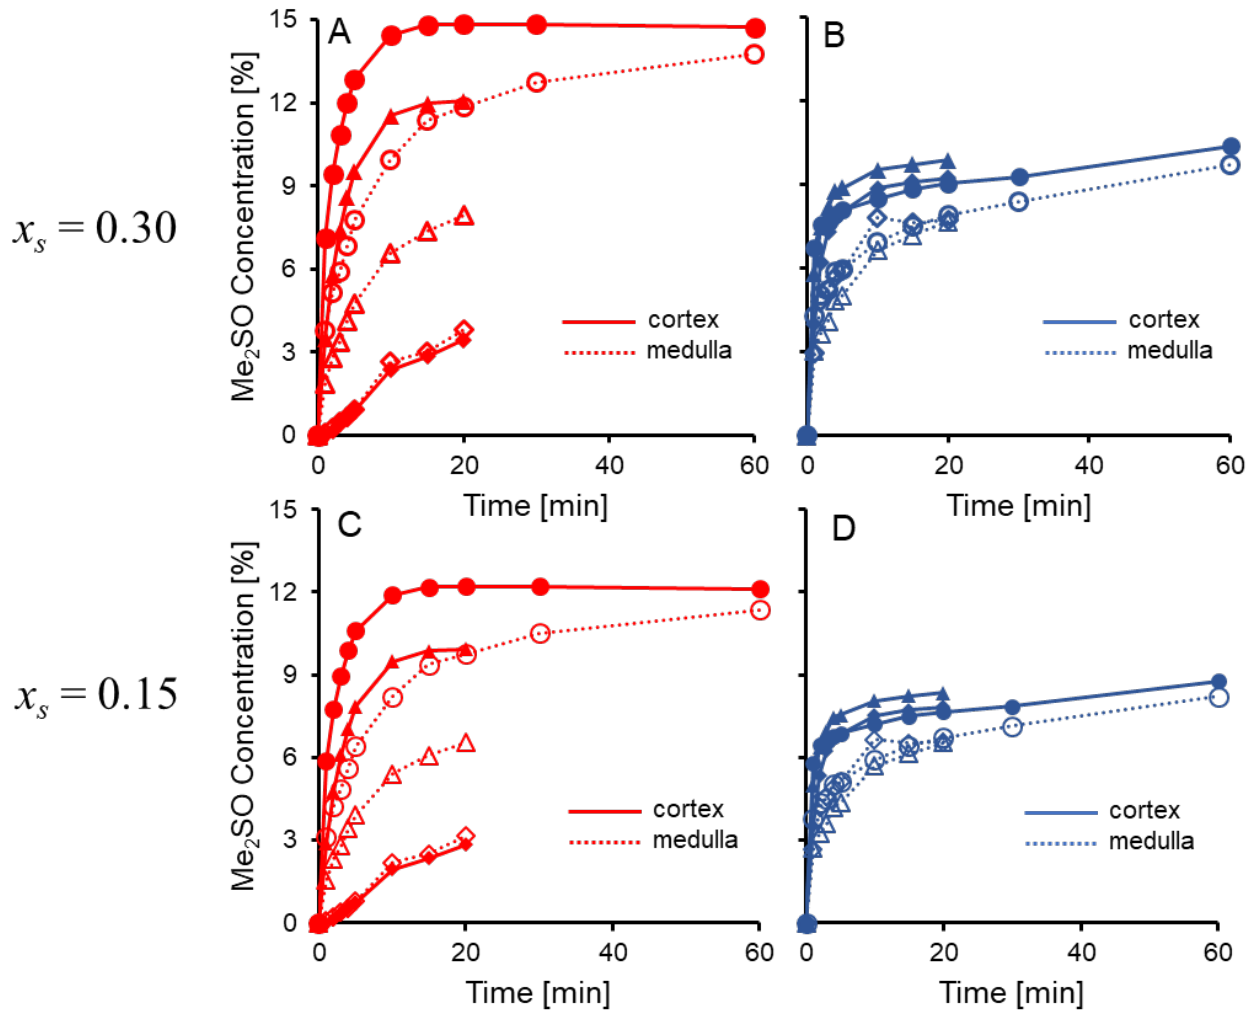 A
B
15
12
9
6
3
0
Me₂SO Concentration [%]
xₛ = 0.30
cortex
medulla
cortex
medulla
0
20
40
60
0
20
40
60
Time [min]
Time [min]
C
D
15
12
9
6
3
0
Me₂SO Concentration [%]
xₛ = 0.15
cortex
medulla
cortex
medulla
0
20
40
60
0
20
40
60
Time [min]
Time [min]